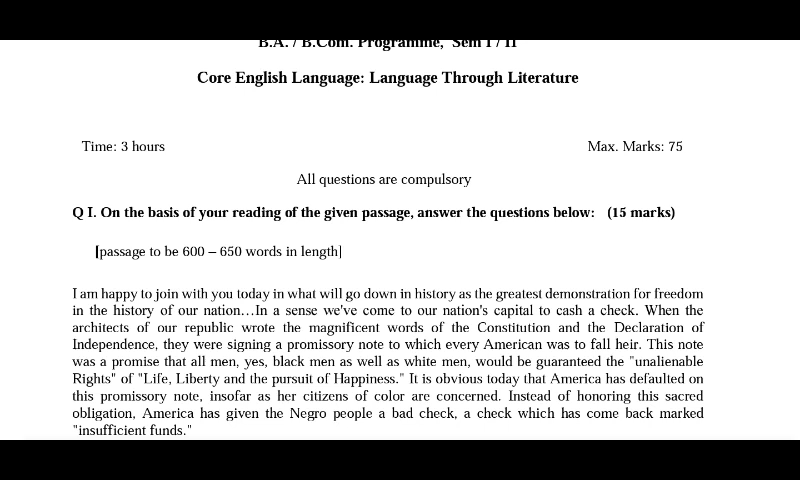 B.A. / B.Com. Programme, Sem I / II
Core English Language: Language Through Literature
Time: 3 hours Max. Marks: 75
All questions are compulsory
Q I. On the basis of your reading of the given passage, answer the questions below: (15 marks)
[passage to be 600 – 650 words in length]
I am happy to join with you today in what will go down in history as the greatest demonstration for freedom
in the history of our nation…In a sense we've come to our nation's capital to cash a check. When the
architects of our republic wrote the magnificent words of the Constitution and the Declaration of
Independence, they were signing a promissory note to which every American was to fall heir. This note
was a promise that all men, yes, black men as well as white men, would be guaranteed the "unalienable
Rights" of "Life, Liberty and the pursuit of Happiness." It is obvious today that America has defaulted on
this promissory note, insofar as her citizens of color are concerned. Instead of honoring this sacred
obligation, America has given the Negro people a bad check, a check which has come back marked
"insufficient funds."